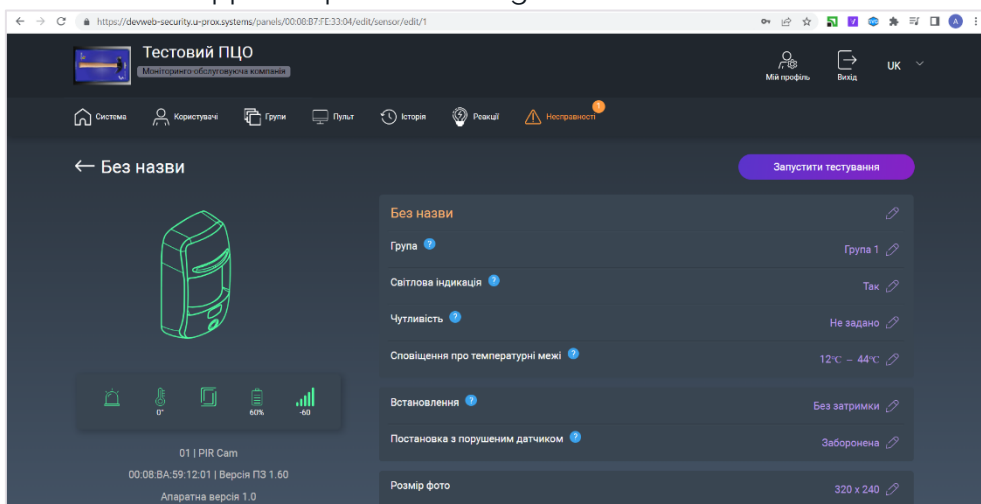 https://devweb-security.u-prox.systems/panels/00:08:B7:FE:33:04/edit/sensor/edit/1
Тестовий ПЦО
Моніторинго-обслуговуюча компанія
Мій профіль
Вихід
UK
Система
Користувачі
Групи
Пульт
Історія
Реакції
Несправності
1
← Без назви
Запустити тестування
Без назви
Група ?
Група 1
Світлова індикація ?
Так
Чутливість ?
Не задано
Сповіщення про температурні межі ?
12°C – 44°C
Встановлення ?
Без затримки
Постановка з порушеним датчиком ?
Заборонена
Розмір фото
320 x 240
0°
60%
-60
01 | PIR Cam
00:08:BA:59:12:01 | Версія ПЗ 1.60
Апаратна версія 1.0